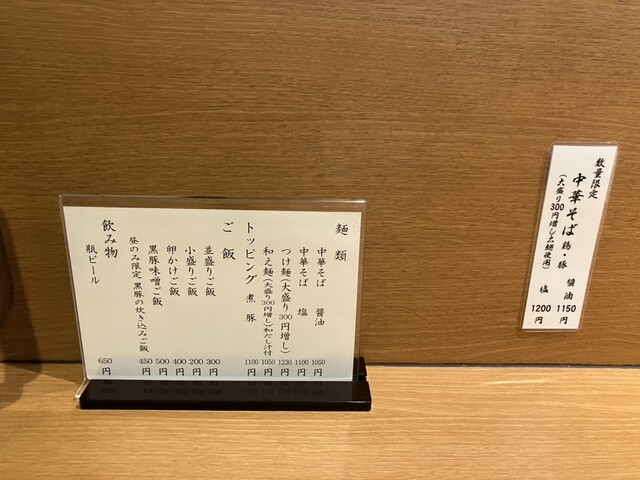 麺類
中華そば 醤油 1050円
中華そば 塩 1100円
つけ麺(大盛り300円増し) 1230円
和え麺(大盛り300円増し)和だし汁付 1050円
トッピング 煮豚 1100円
ご飯
並盛りご飯 300円
小盛りご飯 200円
卵かけご飯 400円
黒豚味噌ご飯 500円
昼のみ限定 黒豚の炊き込みご飯 450円
飲み物
瓶ビール 650円
数量限定
中華そば 鶏・豚 醤油 1150円
(大盛り300円増し太麺使用) 塩 1200円